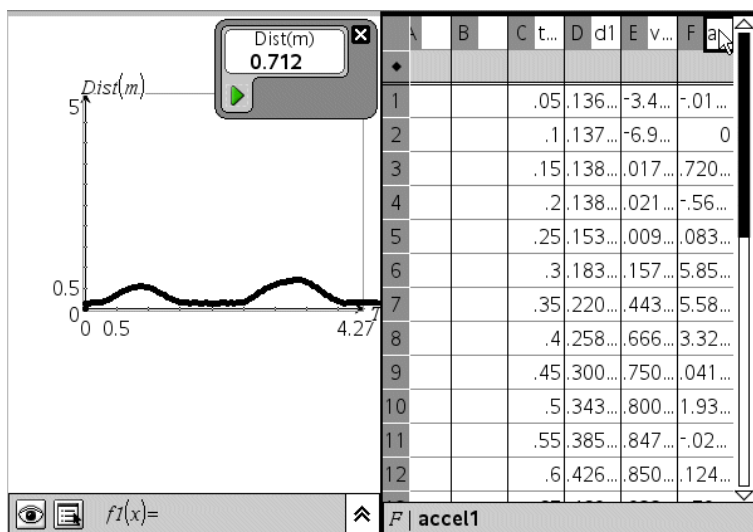 Dist(m)
0.712
Dist(m)
5
0.5
0
0 0.5
4.27
A B C t... D d1 E v... F a
◆
1 .05 .136... -3.4... -.01...
2 .1 .137... -6.9... 0
3 .15 .138... .017... .720...
4 .2 .138... .021... -.56...
5 .25 .153... .009... .083...
6 .3 .183... .157... 5.85...
7 .35 .220... .443... 5.58...
8 .4 .258... .666... 3.32...
9 .45 .300... .750... .041...
10 .5 .343... .800... 1.93...
11 .55 .385... .847... -.02...
12 .6 .426... .850... .124...
f1(x)=
F accel1